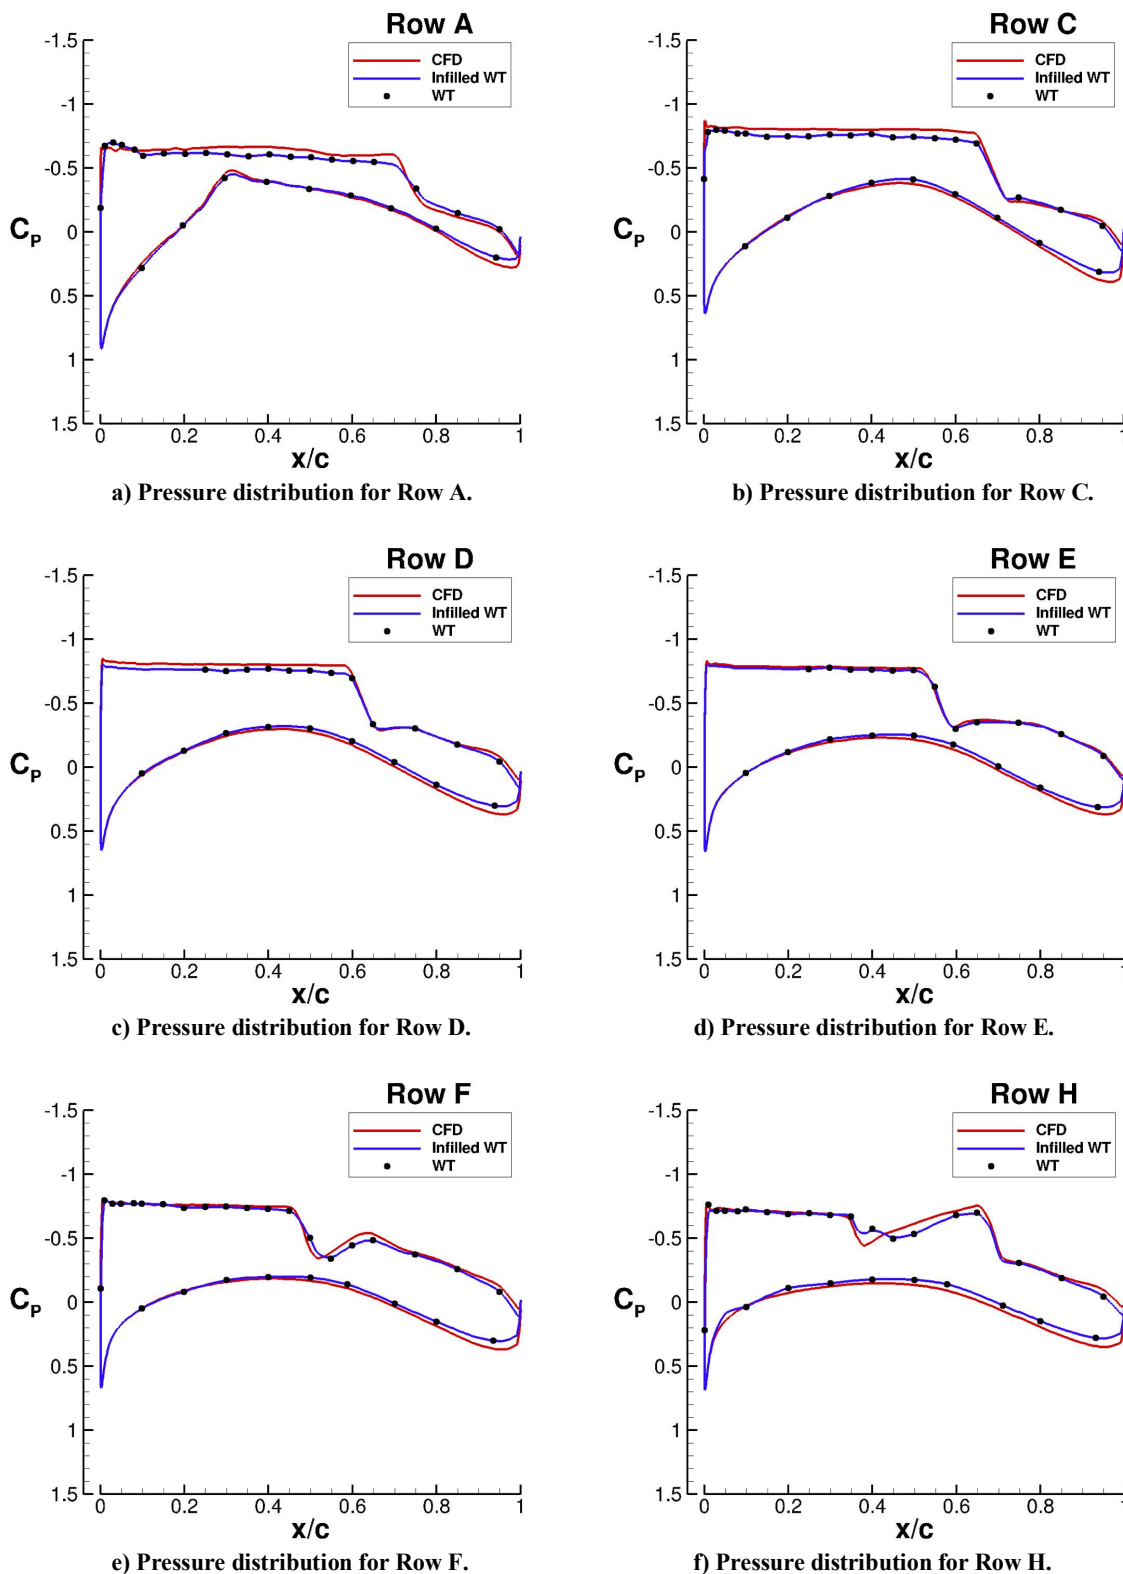 Row A
CFD
Infilled WT
WT
-1.5
-1
-0.5
0
0.5
1
1.5
Cp
0 0.2 0.4 0.6 0.8 1
x/c
a) Pressure distribution for Row A.
Row C
CFD
Infilled WT
WT
-1.5
-1
-0.5
0
0.5
1
1.5
Cp
0 0.2 0.4 0.6 0.8 1
x/c
b) Pressure distribution for Row C.
Row D
CFD
Infilled WT
WT
-1.5
-1
-0.5
0
0.5
1
1.5
Cp
0 0.2 0.4 0.6 0.8 1
x/c
c) Pressure distribution for Row D.
Row E
CFD
Infilled WT
WT
-1.5
-1
-0.5
0
0.5
1
1.5
Cp
0 0.2 0.4 0.6 0.8 1
x/c
d) Pressure distribution for Row E.
Row F
CFD
Infilled WT
WT
-1.5
-1
-0.5
0
0.5
1
1.5
Cp
0 0.2 0.4 0.6 0.8 1
x/c
e) Pressure distribution for Row F.
Row H
CFD
Infilled WT
WT
-1.5
-1
-0.5
0
0.5
1
1.5
Cp
0 0.2 0.4 0.6 0.8 1
x/c
f) Pressure distribution for Row H.